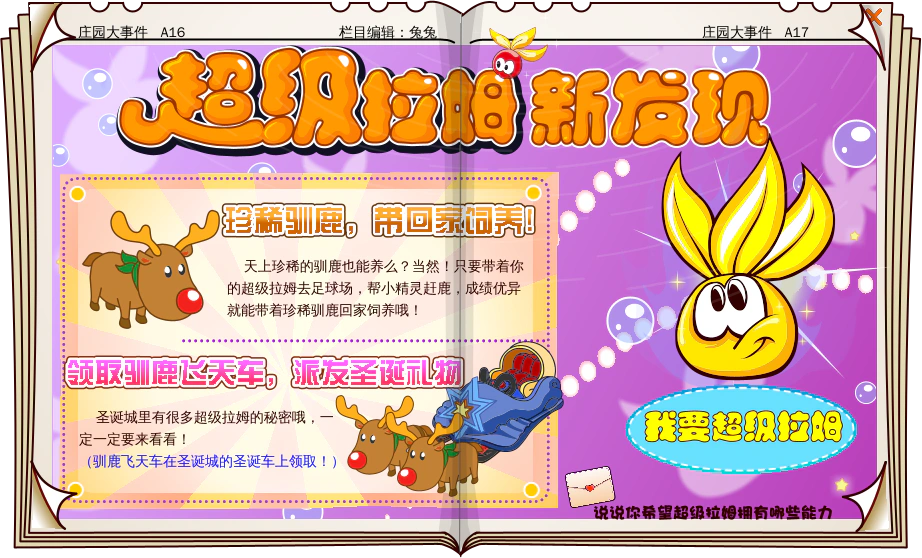 庄园大事件 A16
栏目编辑：兔兔
庄园大事件 A17
超级拉姆新发现
珍稀驯鹿，带回家饲养！
天上珍稀的驯鹿也能养么？当然！只要带着你
的超级拉姆去足球场，帮小精灵赶鹿，成绩优异
就能带着珍稀驯鹿回家饲养哦！
领取驯鹿飞天车，派发圣诞礼物
圣诞城里有很多超级拉姆的秘密哦，一
定一定要来看看！
（驯鹿飞天车在圣诞城的圣诞车上领取！）
我要超级拉姆
说说你希望超级拉姆拥有哪些能力